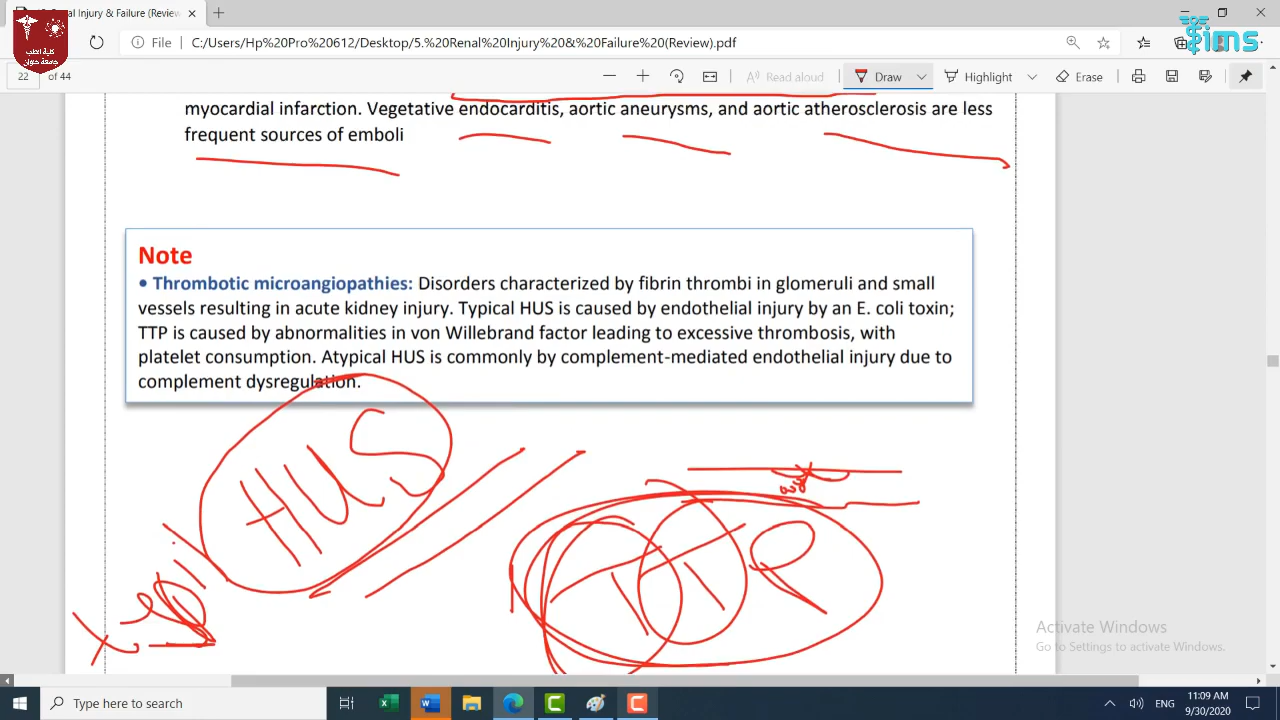 Renal Injury & Failure (Review
File
C:/Users/Hp%20Pro%20612/Desktop/5.%20Renal%20Injury%20&%20Failure%20(Review).pdf
sims
كلية الطب
جامعة حلوان
22 of 44
Read aloud
Draw
Highlight
Erase
myocardial infarction. Vegetative endocarditis, aortic aneurysms, and aortic atherosclerosis are less
frequent sources of emboli
Note
• Thrombotic microangiopathies: Disorders characterized by fibrin thrombi in glomeruli and small
vessels resulting in acute kidney injury. Typical HUS is caused by endothelial injury by an E. coli toxin;
TTP is caused by abnormalities in von Willebrand factor leading to excessive thrombosis, with
platelet consumption. Atypical HUS is commonly by complement-mediated endothelial injury due to
complement dysregulation.
HUS
TTP
Activate Windows
Go to Settings to activate Windows.
Type here to search
ENG
11:09 AM
9/30/2020